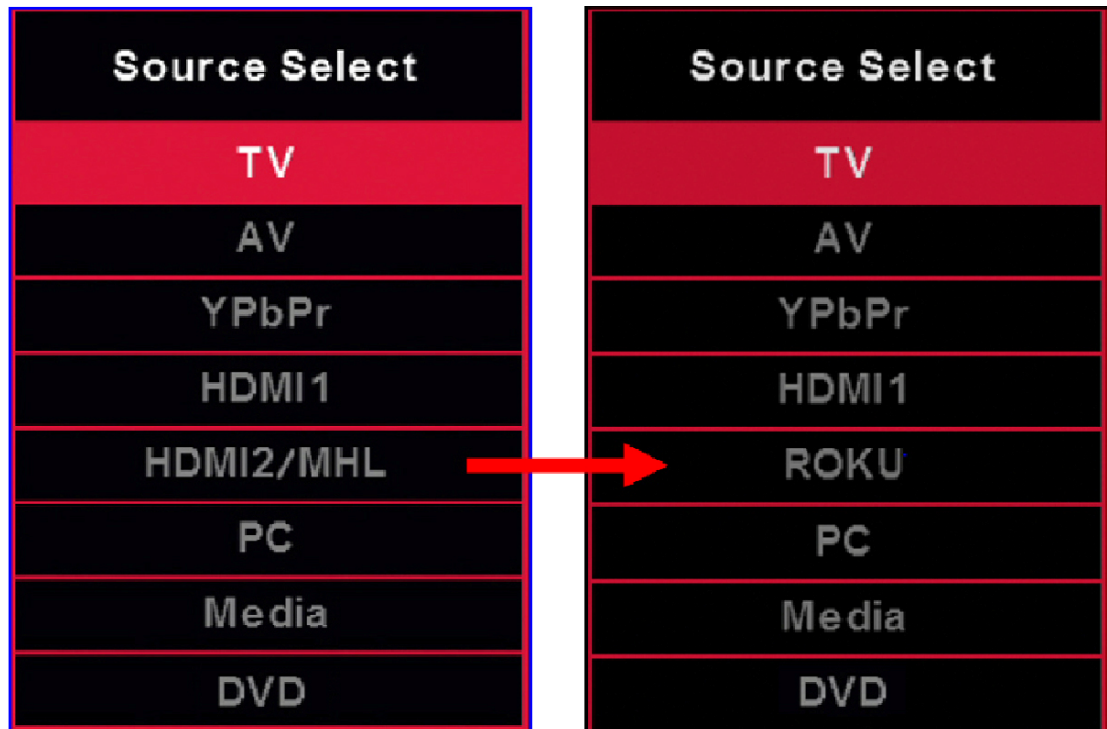 Source Select
TV
AV
YPbPr
HDMI1
HDMI2/MHL
PC
Media
DVD
Source Select
TV
AV
YPbPr
HDMI1
ROKU
PC
Media
DVD